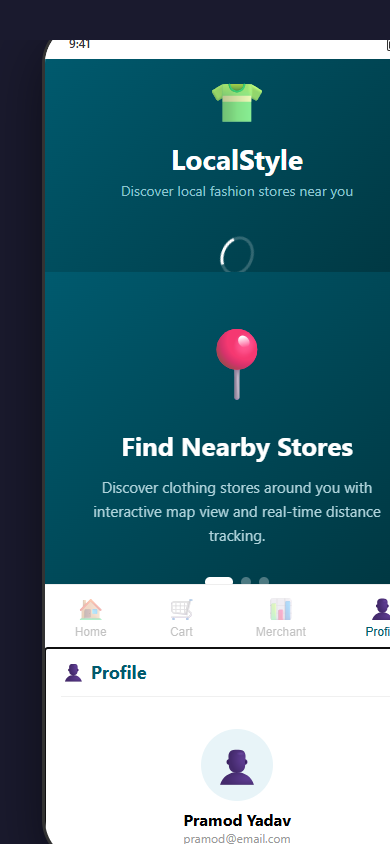 9:41
LocalStyle
Discover local fashion stores near you
Find Nearby Stores
Discover clothing stores around you with
interactive map view and real-time distance
tracking.
Home
Cart
Merchant
Profi
Profile
Pramod Yadav
pramod@email.com